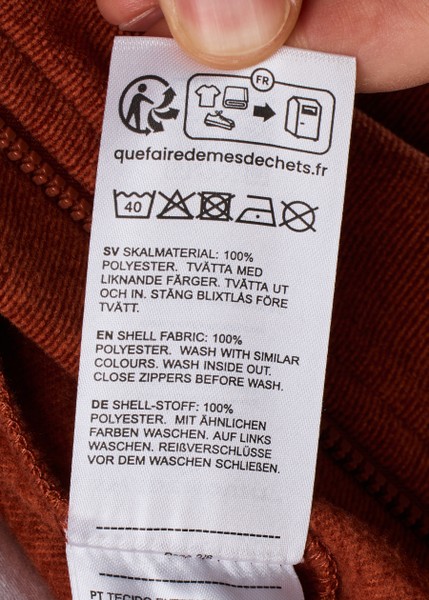 FR
quefairedemesdechets.fr
40
SV SKALMATERIAL: 100%
POLYESTER. TVÄTTA MED
LIKNANDE FÄRGER. TVÄTTA UT
OCH IN. STÄNG BLIXTLÅS FÖRE
TVÄTT.
EN SHELL FABRIC: 100%
POLYESTER. WASH WITH SIMILAR
COLOURS. WASH INSIDE OUT.
CLOSE ZIPPERS BEFORE WASH.
DE SHELL-STOFF: 100%
POLYESTER. MIT ÄHNLICHEN
FARBEN WASCHEN. AUF LINKS
WASCHEN. REIßVERSCHLÜSSE
VOR DEM WASCHEN SCHLIEßEN.
PT TECIDO